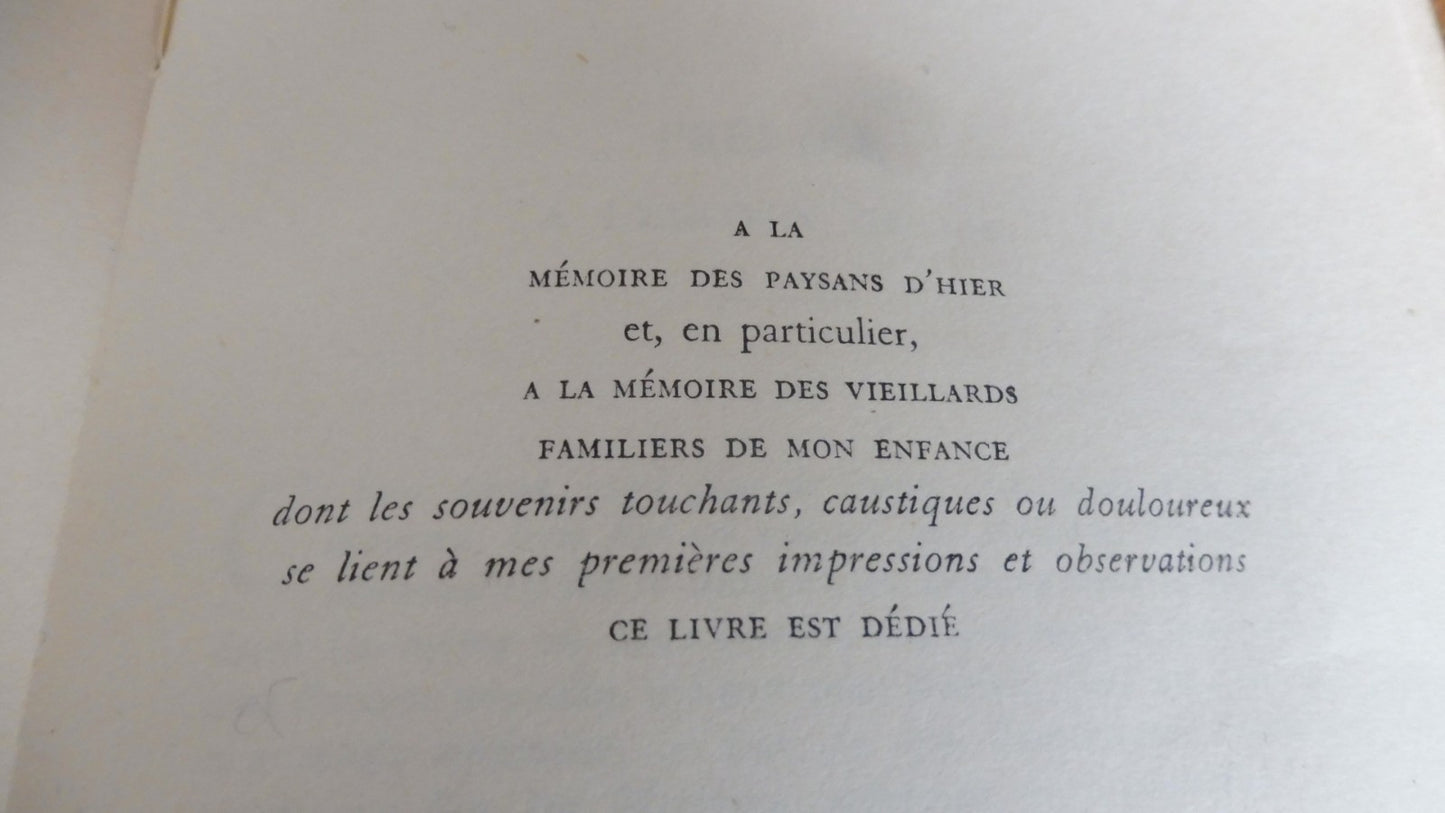 A LA
MÉMOIRE DES PAYSANS D'HIER
et, en particulier,
A LA MÉMOIRE DES VIEILLARDS
FAMILIERS DE MON ENFANCE
dont les souvenirs touchants, caustiques ou douloureux
se lient à mes premières impressions et observations
CE LIVRE EST DÉDIÉ